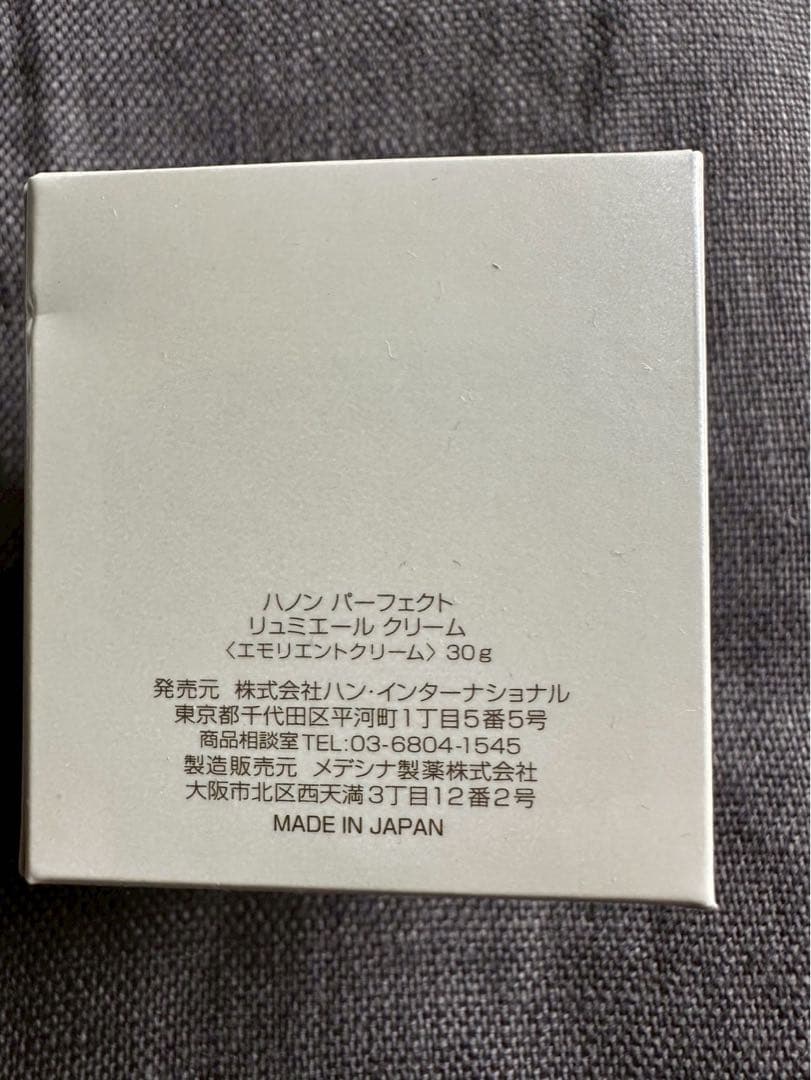 ハノン パーフェクト
リュミエール クリーム
〈エモリエントクリーム〉30g
発売元 株式会社ハン・インターナショナル
東京都千代田区平河町1丁目5番5号
商品相談室TEL:03-6804-1545
製造販売元 メデシナ製薬株式会社
大阪市北区西天満3丁目12番2号
MADE IN JAPAN